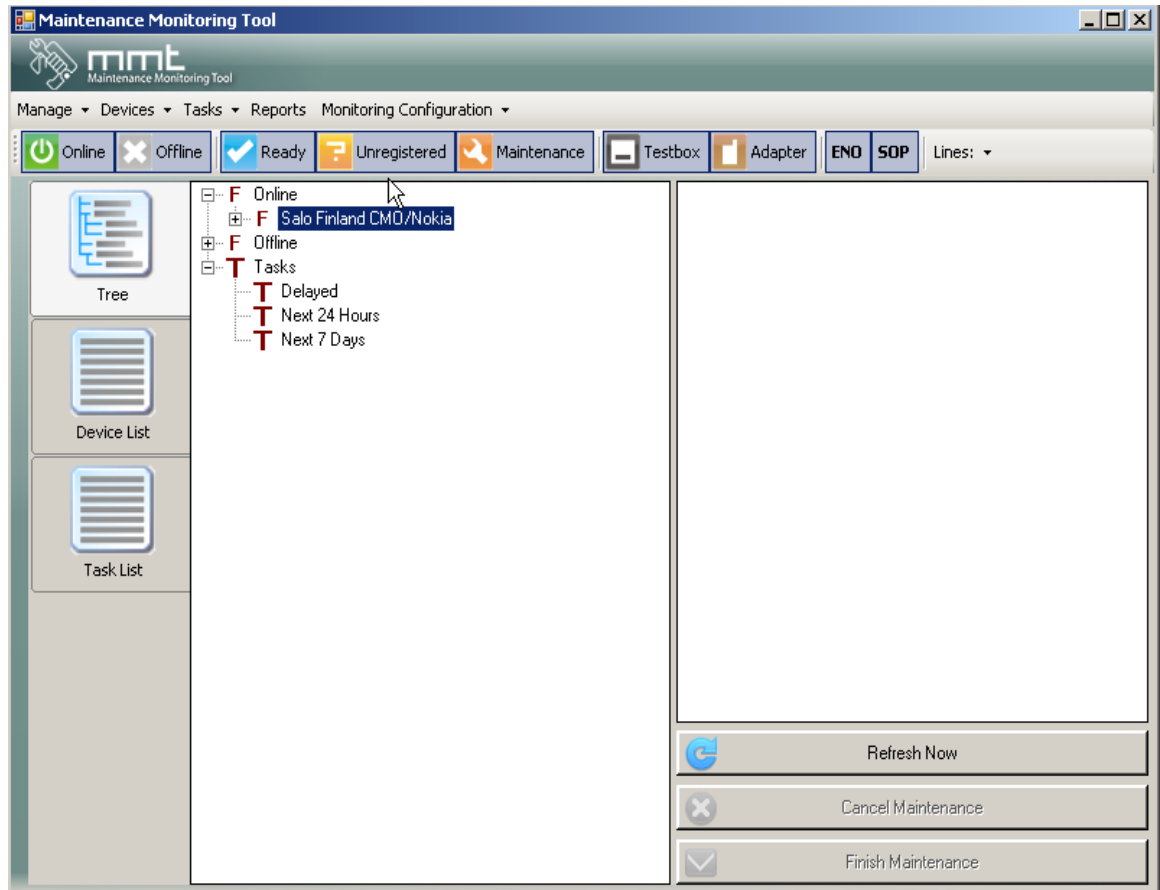 Maintenance Monitoring Tool
mmt
Maintenance Monitoring Tool
Manage Devices Tasks Reports Monitoring Configuration
Online Offline Ready Unregistered Maintenance Testbox Adapter ENO SOP Lines:
F Online
F Salo Finland CMO/Nokia
F Offline
T Tasks
T Delayed
T Next 24 Hours
T Next 7 Days
Tree
Device List
Task List
Refresh Now
Cancel Maintenance
Finish Maintenance